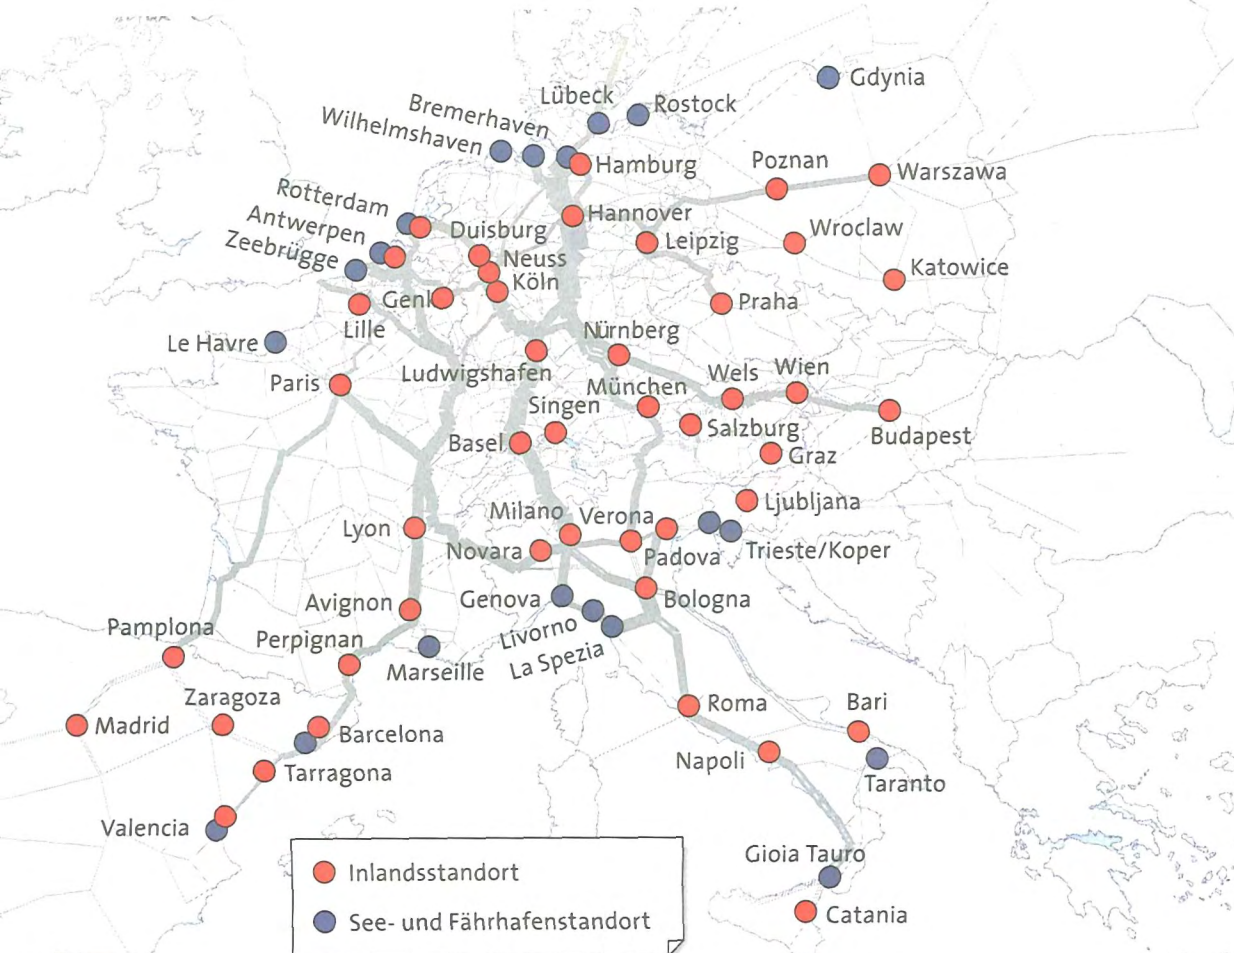 Gdynia
Lübeck
Rostock
Bremerhaven
Wilhelmshaven
Hamburg
Poznan
Warszawa
Rotterdam
Hannover
Antwerpen
Duisburg
Leipzig
Wroclaw
Zeebrügge
Neuss
Katowice
Köln
Genk
Praha
Lille
Le Havre
Nürnberg
Paris
Ludwigshafen
München
Wels
Wien
Singen
Basel
Salzburg
Budapest
Graz
Lyon
Milano
Verona
Ljubljana
Novara
Padova
Trieste/Koper
Avignon
Genova
Bologna
Pamplona
Perpignan
Livorno
La Spezia
Marseille
Zaragoza
Madrid
Barcelona
Roma
Bari
Tarragona
Napoli
Taranto
Valencia
Gioia Tauro
Catania
Inlandsstandort
See- und Fährhafenstandort